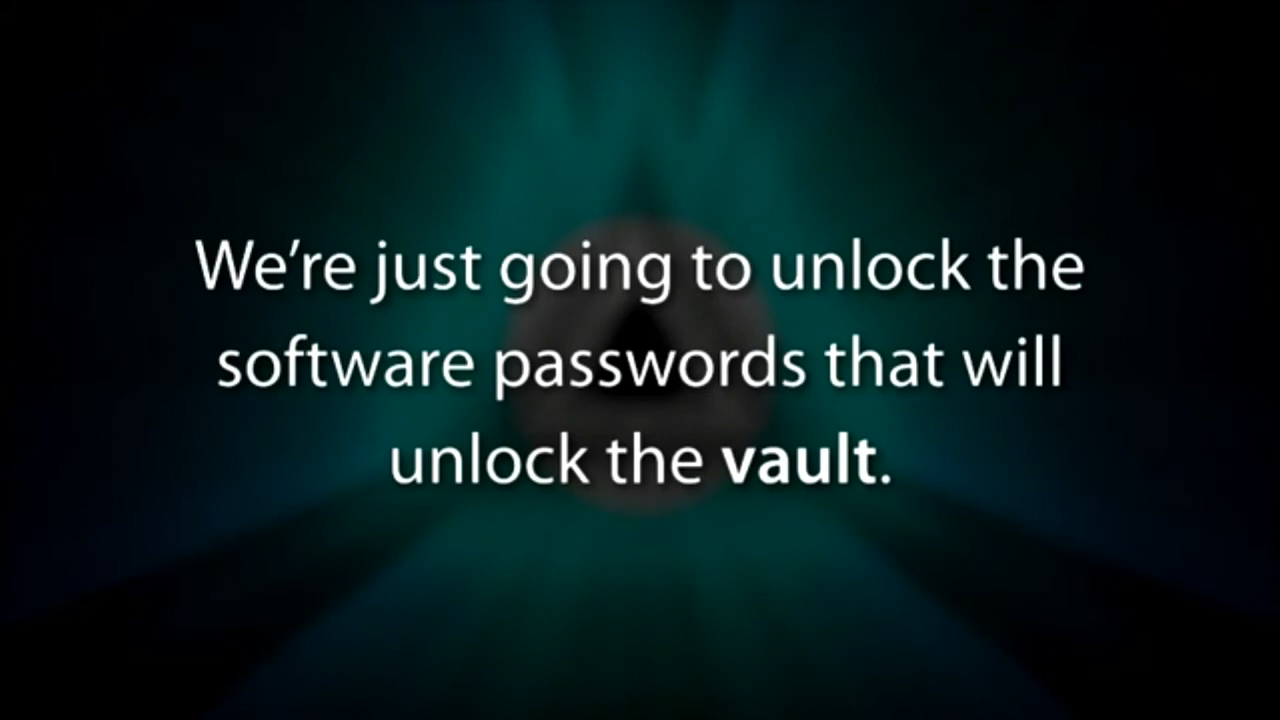 We’re just going to unlock the
software passwords that will
unlock the vault.